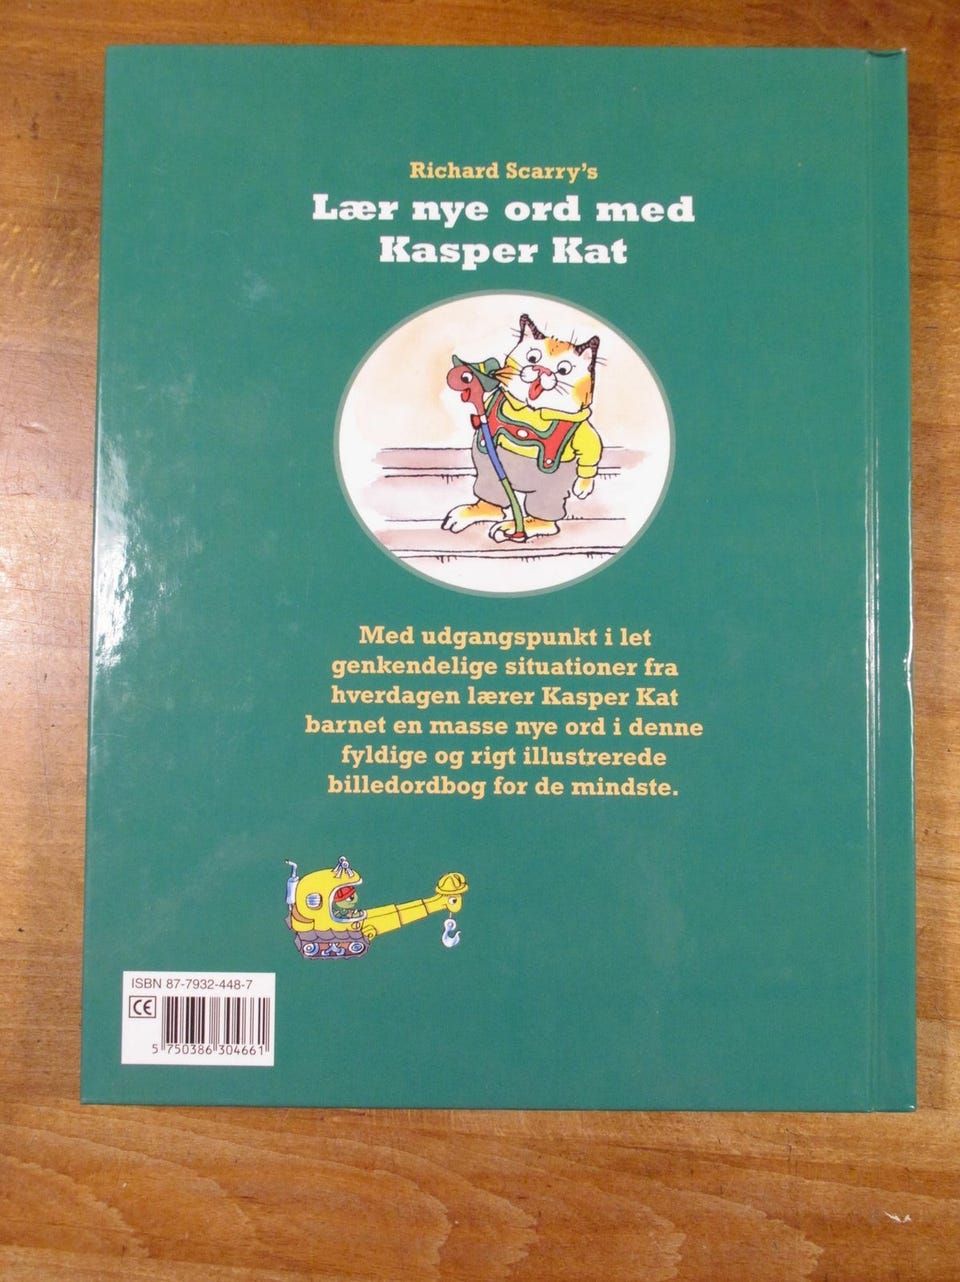 Richard Scarry's
Lær nye ord med
Kasper Kat
Med udgangspunkt i let
genkendelige situationer fra
hverdagen lærer Kasper Kat
barnet en masse nye ord i denne
fyldige og rigt illustrerede
billedordbog for de mindste.
ISBN 87-7932-448-7
CE
5 750386 304661